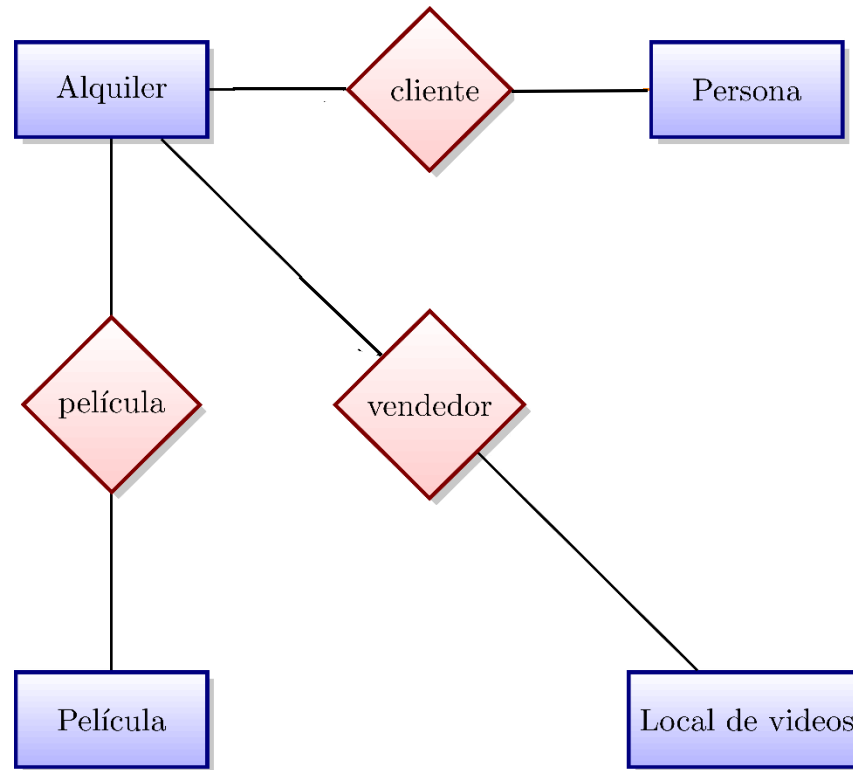 Alquiler
cliente
Persona
película
vendedor
Película
Local de videos